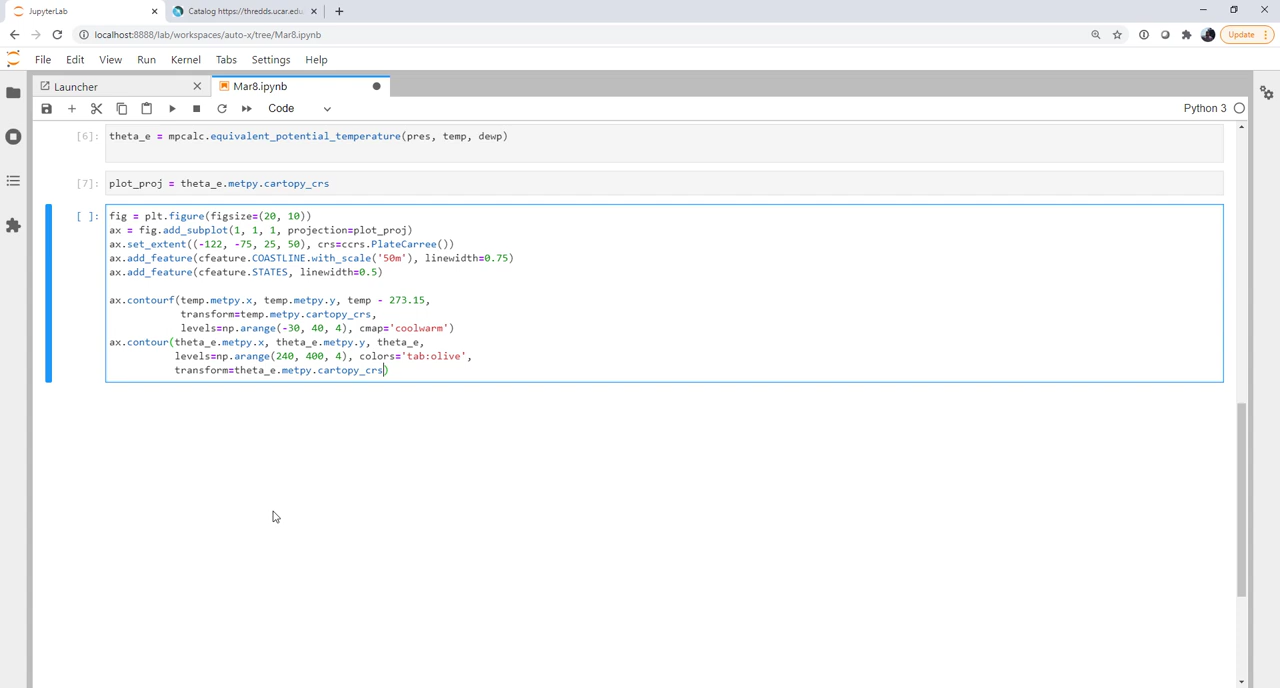 JupyterLab
Catalog https://thredds.ucar.edu
localhost:8888/lab/workspaces/auto-x/tree/Mar8.ipynb
Update
File Edit View Run Kernel Tabs Settings Help
Launcher
Mar8.ipynb
Code
Python 3
[6]: theta_e = mpcalc.equivalent_potential_temperature(pres, temp, dewp)
[7]: plot_proj = theta_e.metpy.cartopy_crs
[ ]: fig = plt.figure(figsize=(20, 10))
ax = fig.add_subplot(1, 1, 1, projection=plot_proj)
ax.set_extent((-122, -75, 25, 50), crs=ccrs.PlateCarree())
ax.add_feature(cfeature.COASTLINE.with_scale('50m'), linewidth=0.75)
ax.add_feature(cfeature.STATES, linewidth=0.5)
ax.contourf(temp.metpy.x, temp.metpy.y, temp - 273.15,
transform=temp.metpy.cartopy_crs,
levels=np.arange(-30, 40, 4), cmap='coolwarm')
ax.contour(theta_e.metpy.x, theta_e.metpy.y, theta_e,
levels=np.arange(240, 400, 4), colors='tab:olive',
transform=theta_e.metpy.cartopy_crs)